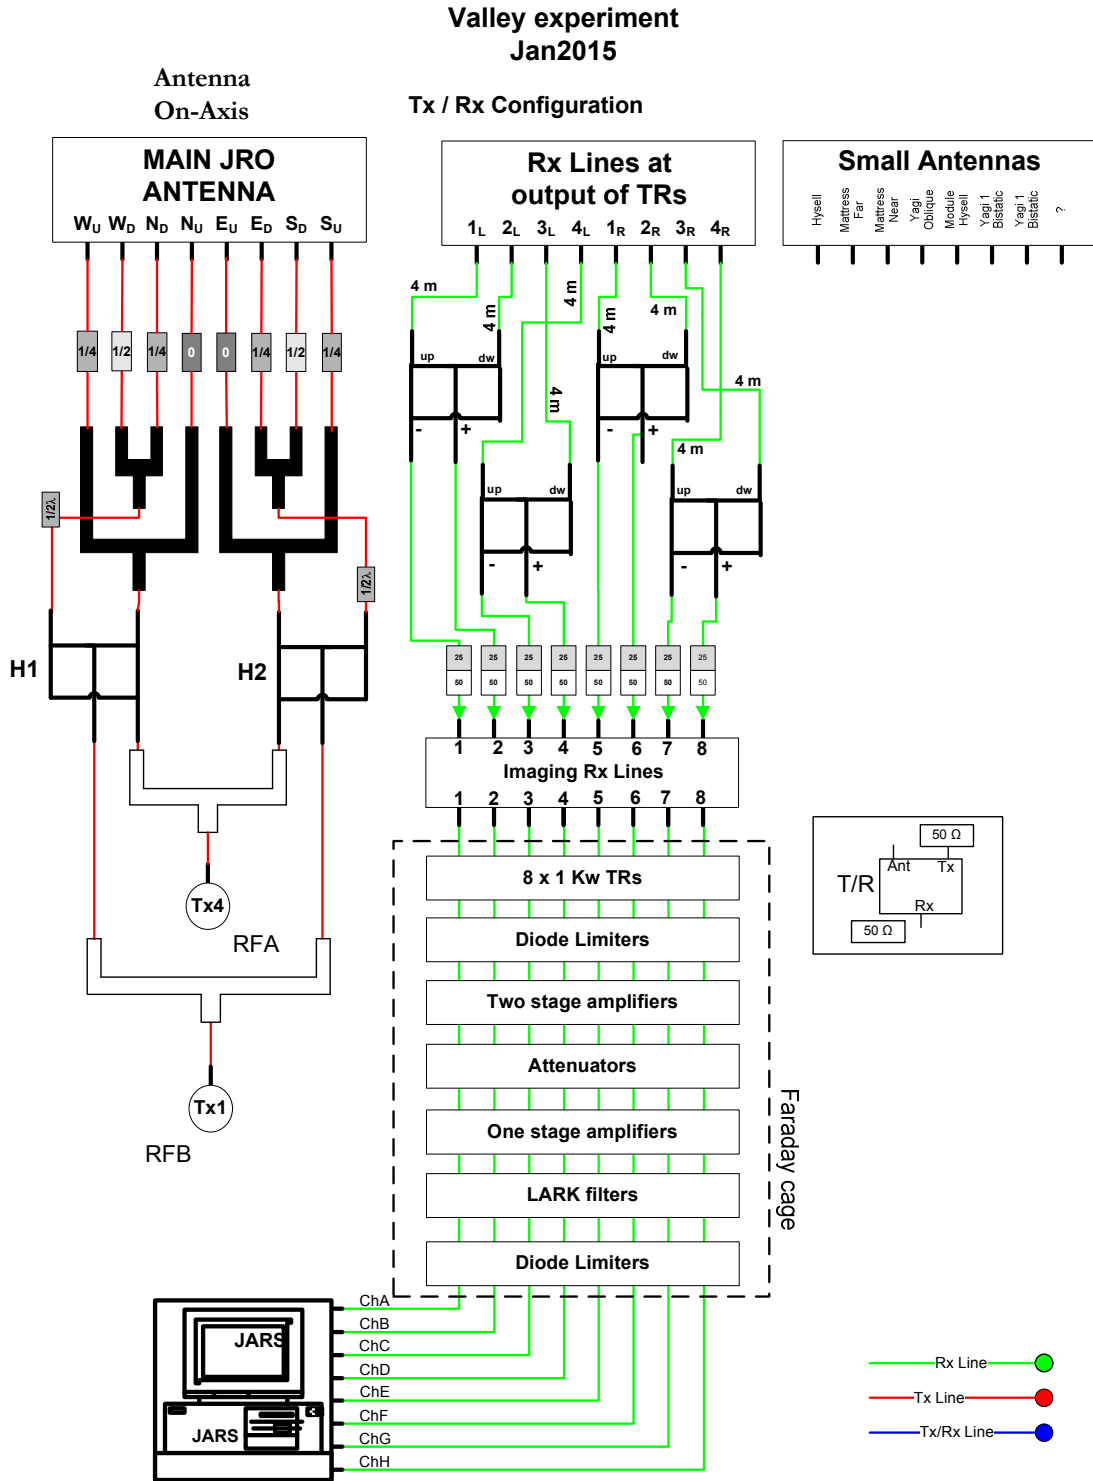 Valley experiment
Jan2015
Antenna
On-Axis
Tx / Rx Configuration
MAIN JRO
ANTENNA
WU WD ND NU EU ED SD SU
Rx Lines at
output of TRs
1L 2L 3L 4L 1R 2R 3R 4R
Small Antennas
Hysell
Mattress Far
Mattress Near
Yagi Oblique
Module Hysell
Yagi 1 Bistatic
Yagi 1 Bistatic
?
1/4 1/2 1/4 0 0 1/4 1/2 1/4
4 m
4 m
4 m
4 m
4 m
4 m
4 m
4 m
up dw
- +
up dw
- +
up dw
- +
up dw
- +
1/2λ
1/2λ
H1
H2
25 25 25 25 25 25 25 25
50 50 50 50 50 50 50 50
1 2 3 4 5 6 7 8
Imaging Rx Lines
1 2 3 4 5 6 7 8
Tx4
RFA
Tx1
RFB
8 x 1 Kw TRs
Diode Limiters
Two stage amplifiers
Attenuators
One stage amplifiers
LARK filters
Diode Limiters
Faraday cage
50 Ω
Ant Tx
T/R
Rx
50 Ω
JARS
JARS
ChA
ChB
ChC
ChD
ChE
ChF
ChG
ChH
Rx Line
Tx Line
Tx/Rx Line